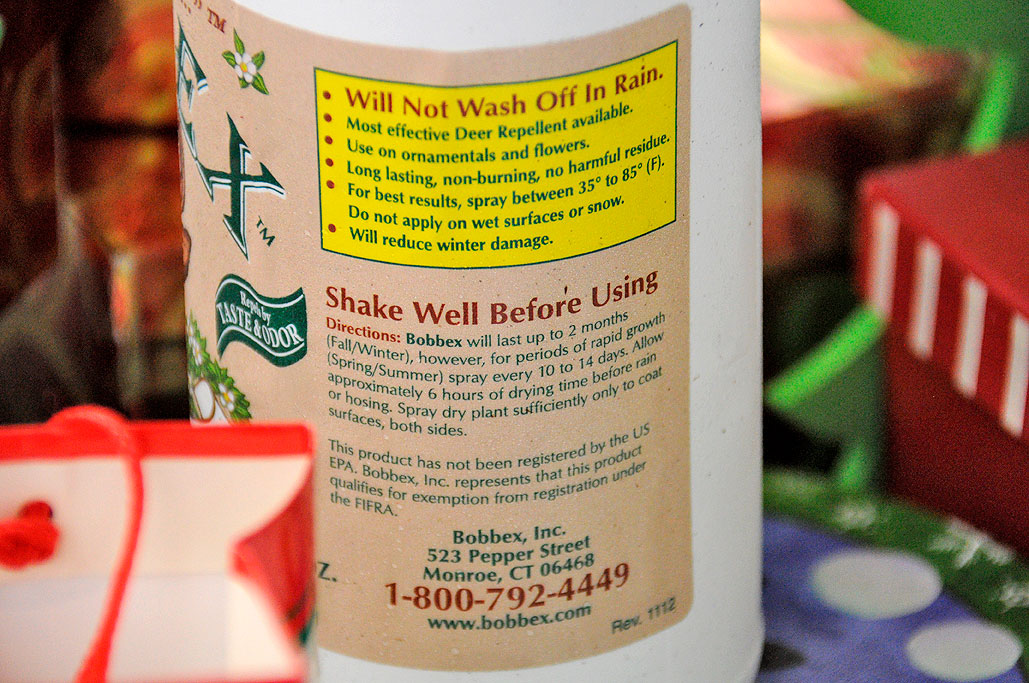 " TM
EX TM
Repels by
TASTE & ODOR
• Will Not Wash Off In Rain.
• Most effective Deer Repellent available.
• Use on ornamentals and flowers.
• Long lasting, non-burning, no harmful residue.
• For best results, spray between 35° to 85° (F).
Do not apply on wet surfaces or snow.
• Will reduce winter damage.
Shake Well Before Using
Directions: Bobbex will last up to 2 months
(Fall/Winter), however, for periods of rapid growth
(Spring/Summer) spray every 10 to 14 days. Allow
approximately 6 hours of drying time before rain
or hosing. Spray dry plant sufficiently only to coat
surfaces, both sides.
This product has not been registered by the US
EPA. Bobbex, Inc. represents that this product
qualifies for exemption from registration under
the FIFRA.
Z.
Bobbex, Inc.
523 Pepper Street
Monroe, CT 06468
1-800-792-4449
www.bobbex.com
Rev. 1112